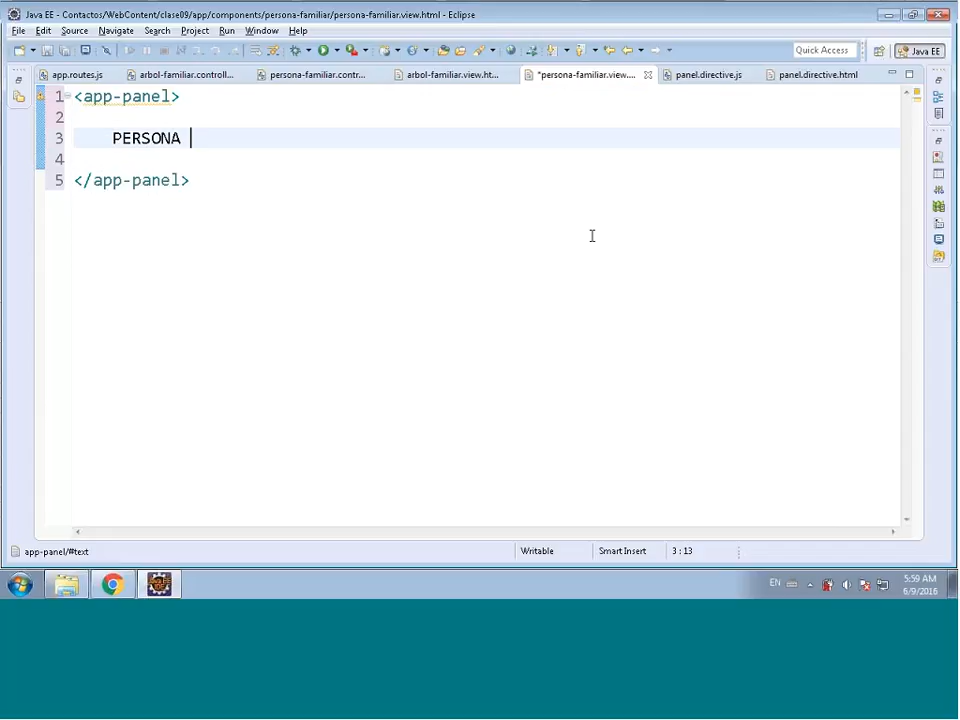 Java EE - Contactos/WebContent/clase09/app/components/persona-familiar/persona-familiar.view.html - Eclipse
File Edit Source Navigate Search Project Run Window Help
Quick Access Java EE
app.routes.js arbol-familiar.controll... persona-familiar.contr... arbol-familiar.view.ht... *persona-familiar.view.... panel.directive.js panel.directive.html
1 <app-panel>
2
3 PERSONA
4
5 </app-panel>
app-panel/#text Writable Smart Insert 3 : 13
EN 5:59 AM
6/9/2016